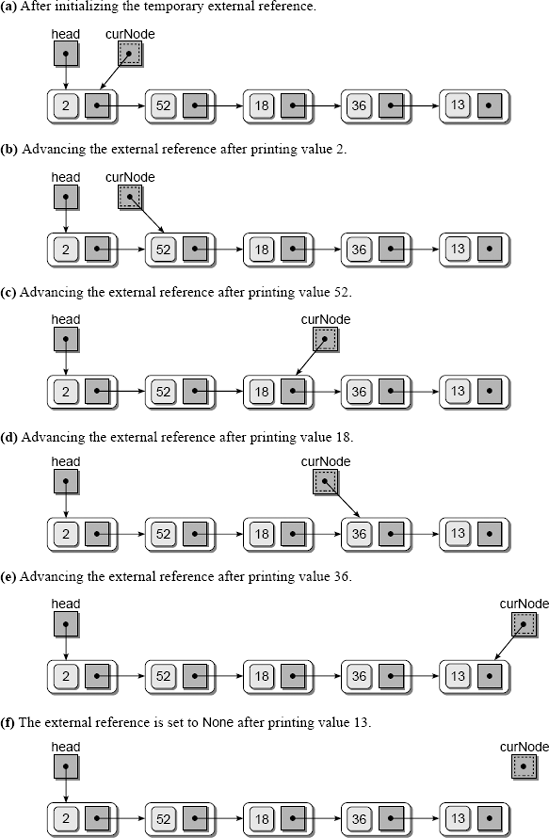 (a) After initializing the temporary external reference.
head curNode
2 52 18 36 13
(b) Advancing the external reference after printing value 2.
head curNode
2 52 18 36 13
(c) Advancing the external reference after printing value 52.
head curNode
2 52 18 36 13
(d) Advancing the external reference after printing value 18.
head curNode
2 52 18 36 13
(e) Advancing the external reference after printing value 36.
head curNode
2 52 18 36 13
(f) The external reference is set to None after printing value 13.
head curNode
2 52 18 36 13